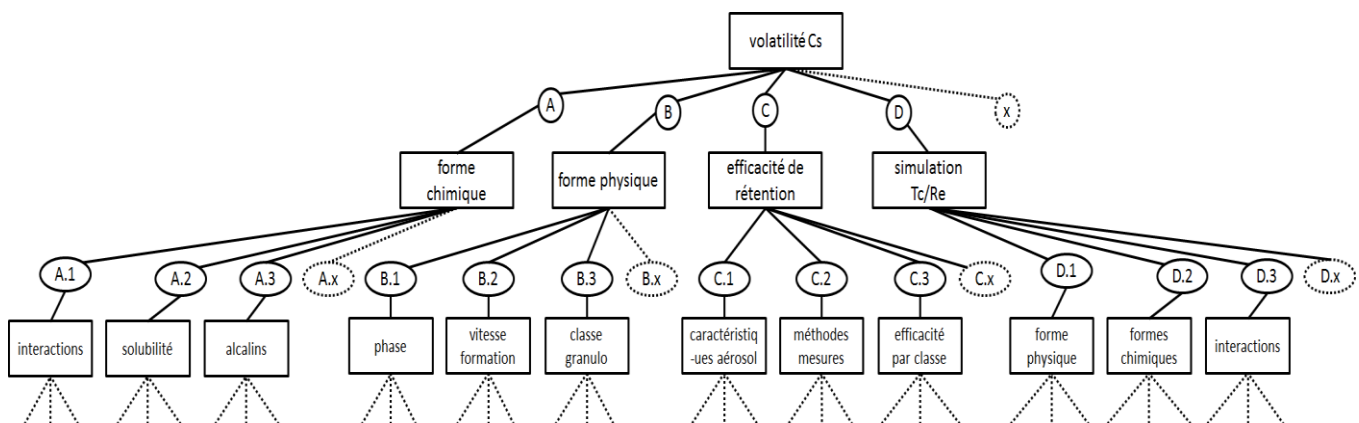 volatilité Cs
A
B
C
D
x
forme
chimique
forme physique
efficacité de
rétention
simulation
Tc/Re
A.1
A.2
A.3
A.x
B.1
B.2
B.3
B.x
C.1
C.2
C.3
C.x
D.1
D.2
D.3
D.x
interactions
solubilité
alcalins
phase
vitesse
formation
classe
granulo
caractéristiq
-ues aérosol
méthodes
mesures
efficacité
par classe
forme
physique
formes
chimiques
interactions